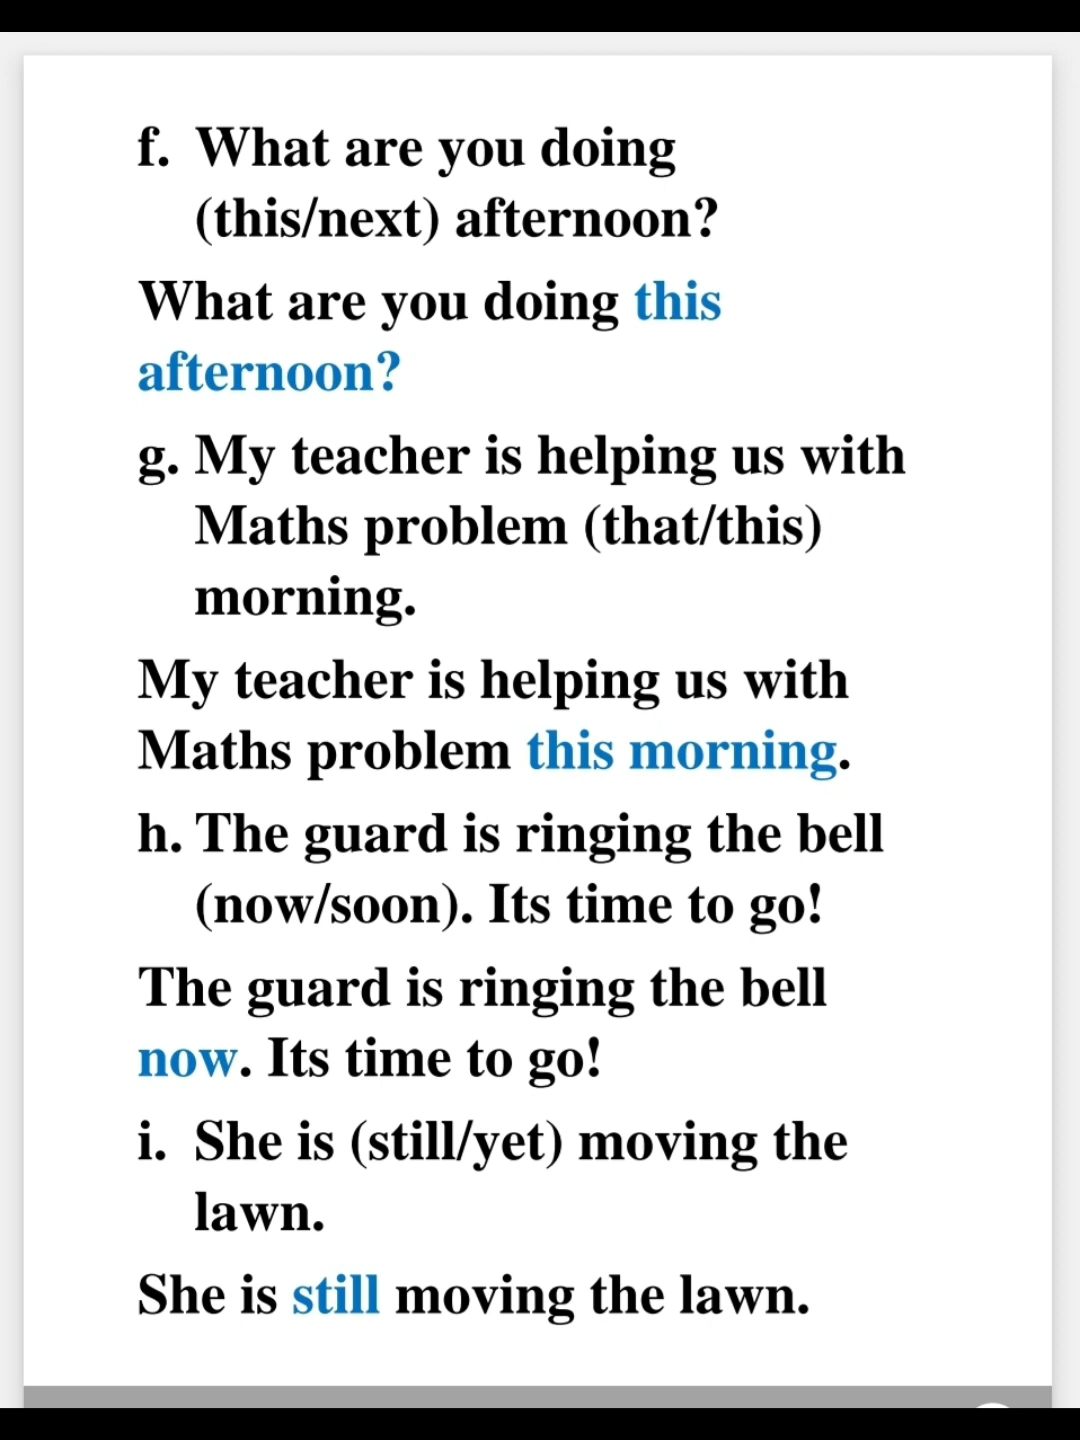 f. What are you doing
(this/next) afternoon?
What are you doing this
afternoon?
g. My teacher is helping us with
Maths problem (that/this)
morning.
My teacher is helping us with
Maths problem this morning.
h. The guard is ringing the bell
(now/soon). Its time to go!
The guard is ringing the bell
now. Its time to go!
i. She is (still/yet) moving the
lawn.
She is still moving the lawn.